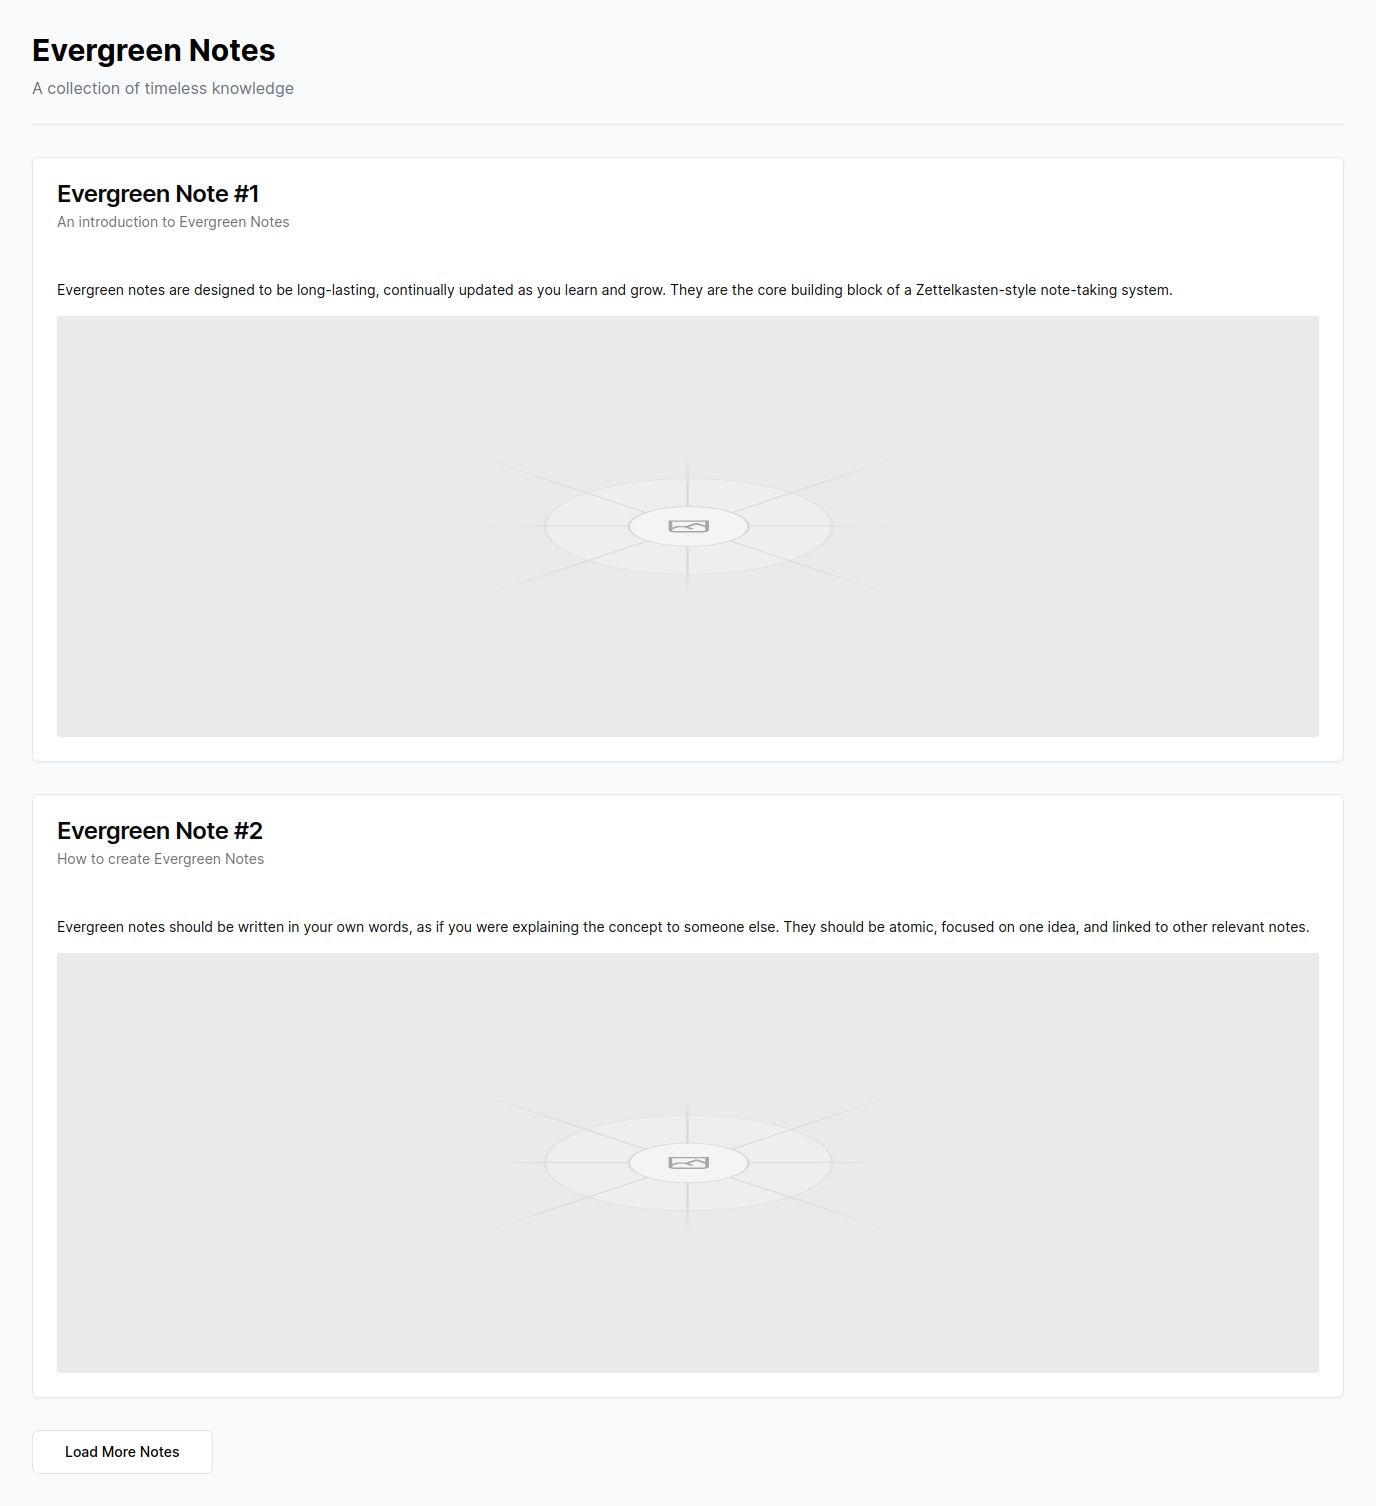 Evergreen Notes
A collection of timeless knowledge
Evergreen Note #1
An introduction to Evergreen Notes
Evergreen notes are designed to be long-lasting, continually updated as you learn and grow. They are the core building block of a Zettelkasten-style note-taking system.
Evergreen Note #2
How to create Evergreen Notes
Evergreen notes should be written in your own words, as if you were explaining the concept to someone else. They should be atomic, focused on one idea, and linked to other relevant notes.
Load More Notes